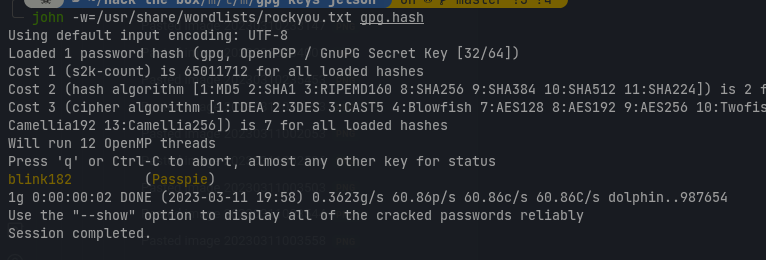 ~/hack the box/m/t/m/gpg keys jetson master
john -w=/usr/share/wordlists/rockyou.txt gpg.hash
Using default input encoding: UTF-8
Loaded 1 password hash (gpg, OpenPGP / GnuPG Secret Key [32/64])
Cost 1 (s2k-count) is 65011712 for all loaded hashes
Cost 2 (hash algorithm [1:MD5 2:SHA1 3:RIPEMD160 8:SHA256 9:SHA384 10:SHA512 11:SHA224]) is 2 f
Cost 3 (cipher algorithm [1:IDEA 2:3DES 3:CAST5 4:Blowfish 7:AES128 8:AES192 9:AES256 10:Twofis
Camellia192 13:Camellia256]) is 7 for all loaded hashes
Will run 12 OpenMP threads
Press 'q' or Ctrl-C to abort, almost any other key for status
blink182 (Passpie)
1g 0:00:00:02 DONE (2023-03-11 19:58) 0.3623g/s 60.86p/s 60.86c/s 60.86C/s dolphin..987654
Use the "--show" option to display all of the cracked passwords reliably
Session completed.